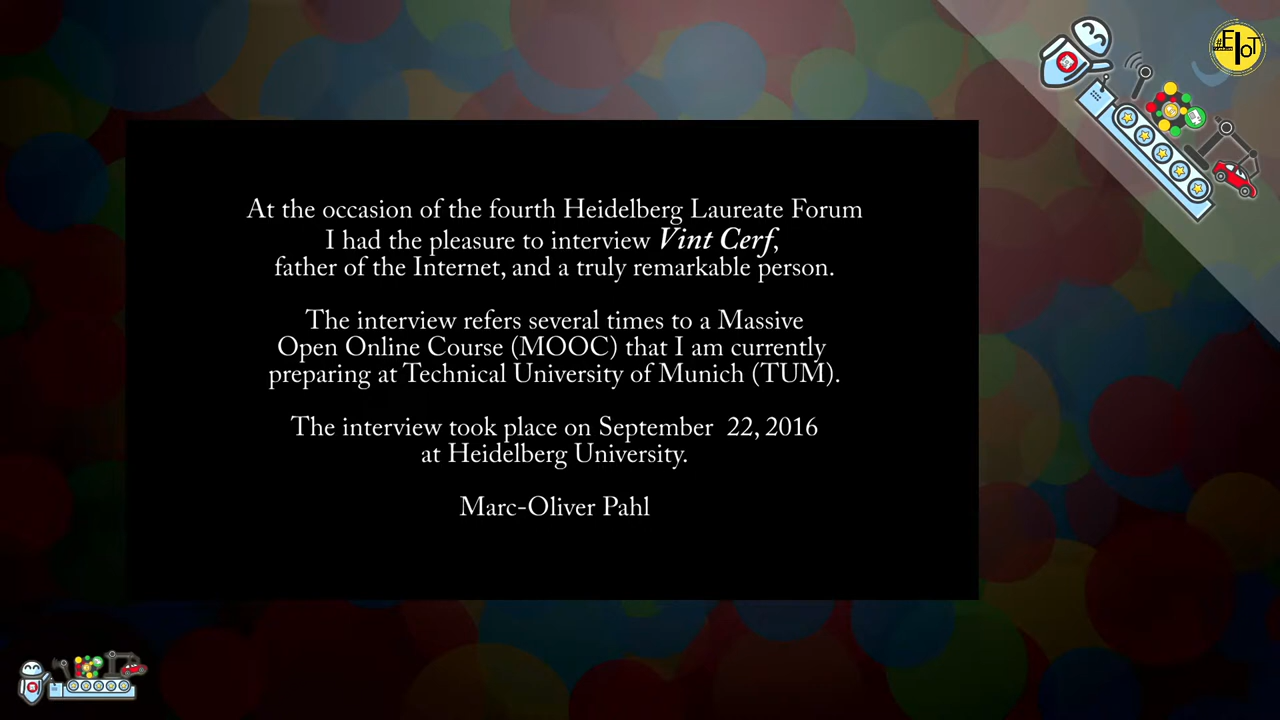 At the occasion of the fourth Heidelberg Laureate Forum
I had the pleasure to interview Vint Cerf,
father of the Internet, and a truly remarkable person.
The interview refers several times to a Massive
Open Online Course (MOOC) that I am currently
preparing at Technical University of Munich (TUM).
The interview took place on September 22, 2016
at Heidelberg University.
Marc-Oliver Pahl
EIoT